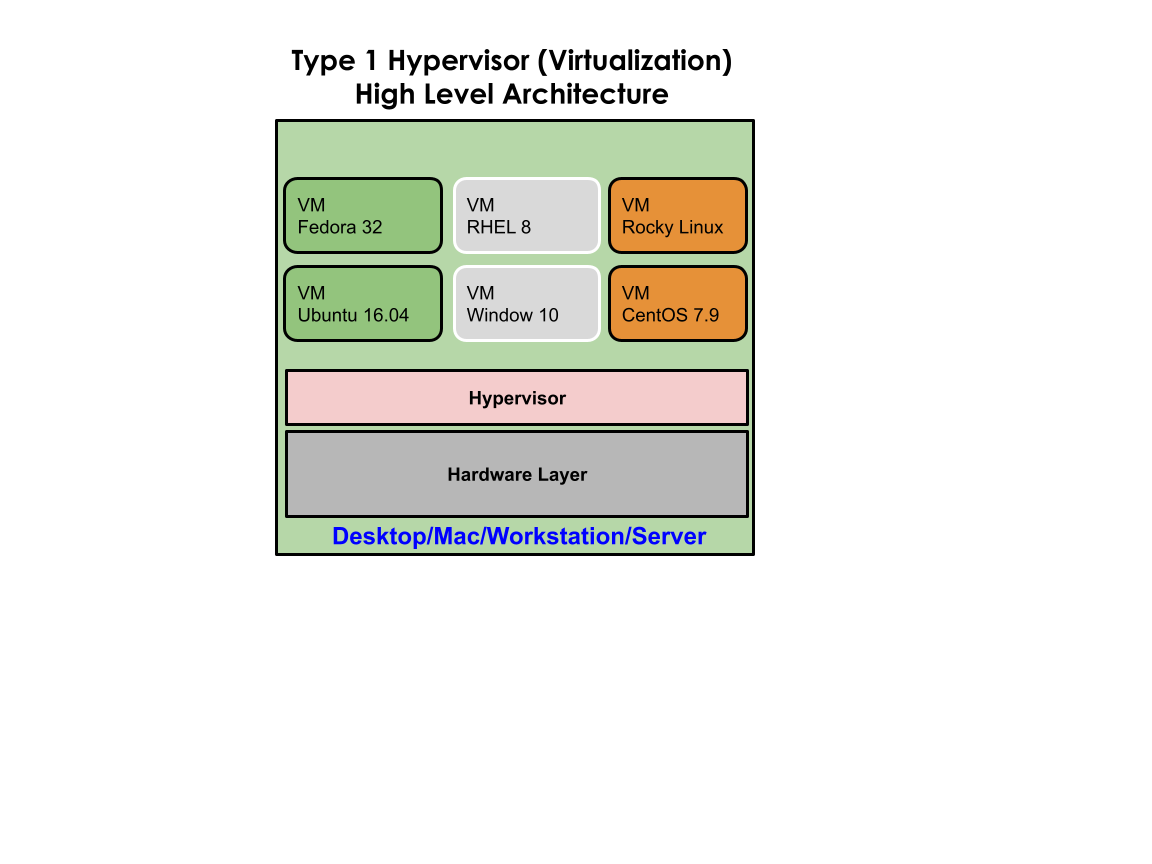 Type 1 Hypervisor (Virtualization)
High Level Architecture
VM
Fedora 32
VM
RHEL 8
VM
Rocky Linux
VM
Ubuntu 16.04
VM
Window 10
VM
CentOS 7.9
Hypervisor
Hardware Layer
Desktop/Mac/Workstation/Server